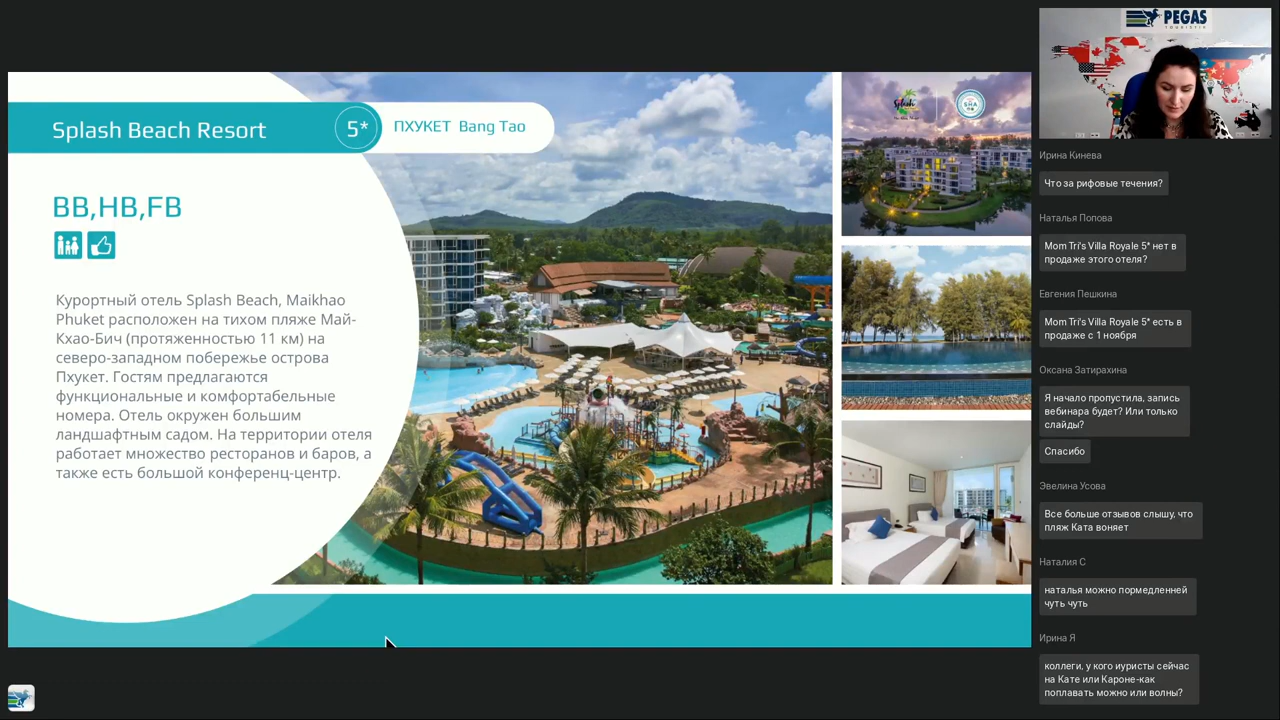 Splash Beach Resort
5*
ПХУКЕТ Bang Tao
BB,HB,FB
Курортный отель Splash Beach, Maikhao
Phuket расположен на тихом пляже Май-
Кхао-Бич (протяженностью 11 км) на
северо-западном побережье острова
Пхукет. Гостям предлагаются
функциональные и комфортабельные
номера. Отель окружен большим
ландшафтным садом. На территории отеля
работает множество ресторанов и баров, а
также есть большой конференц-центр.
Splash
SHA
PEGAS
TOURISTIK
Ирина Кинева
Что за рифовые течения?
Наталья Попова
Mom Tri's Villa Royale 5* нет в
продаже этого отеля?
Евгения Пешкина
Mom Tri's Villa Royale 5* есть в
продаже с 1 ноября
Оксана Затирахина
Я начало пропустила, запись
вебинара будет? Или только
слайды?
Спасибо
Эвелина Усова
Все больше отзывов слышу, что
пляж Ката воняет
Наталия С
наталья можно пормедленней
чуть чуть
Ирина Я
коллеги, у кого иуристы сейчас
на Кате или Кароне-как
поплавать можно или волны?